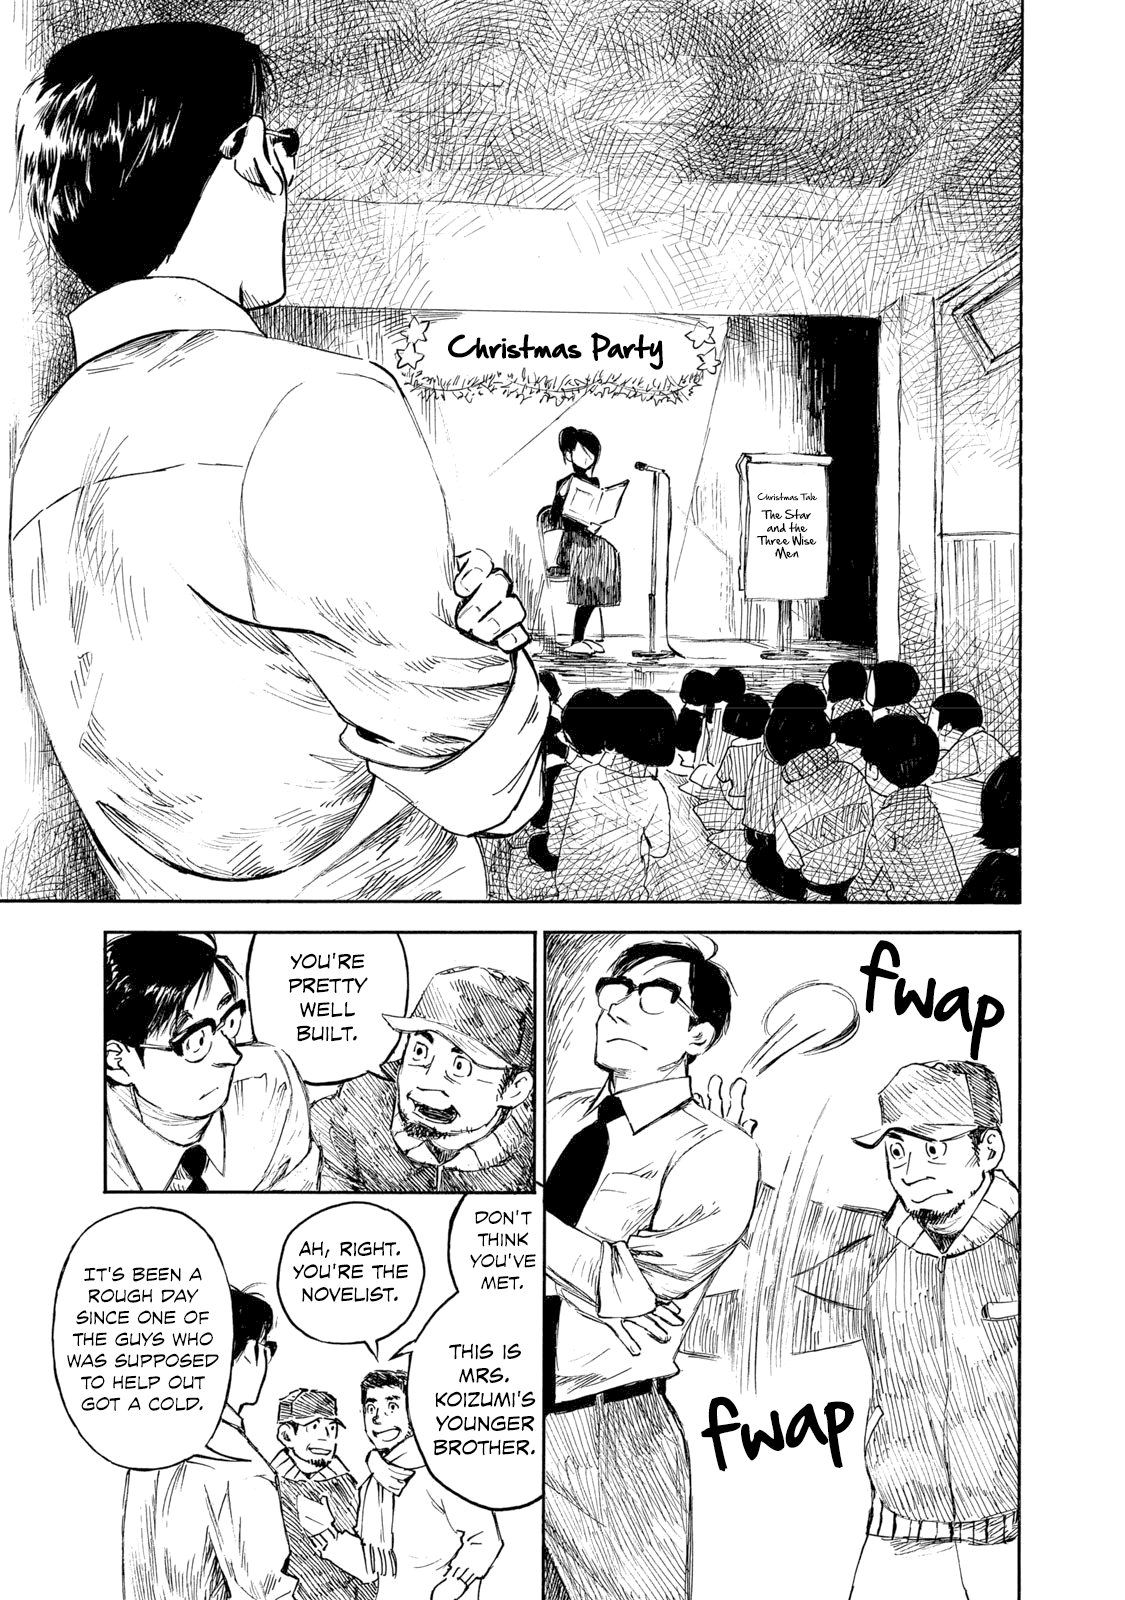 Christmas Party
Christmas Tale
The Star
and the
Three Wise
Men
fwap
fwap
YOU'RE
PRETTY
WELL
BUILT.
DON'T
THINK
YOU'VE
MET.
THIS IS
MRS.
KOIZUMI'S
YOUNGER
BROTHER.
AH, RIGHT.
YOU'RE THE
NOVELIST.
IT'S BEEN A
ROUGH DAY
SINCE ONE OF
THE GUYS WHO
WAS SUPPOSED
TO HELP OUT
GOT A COLD.